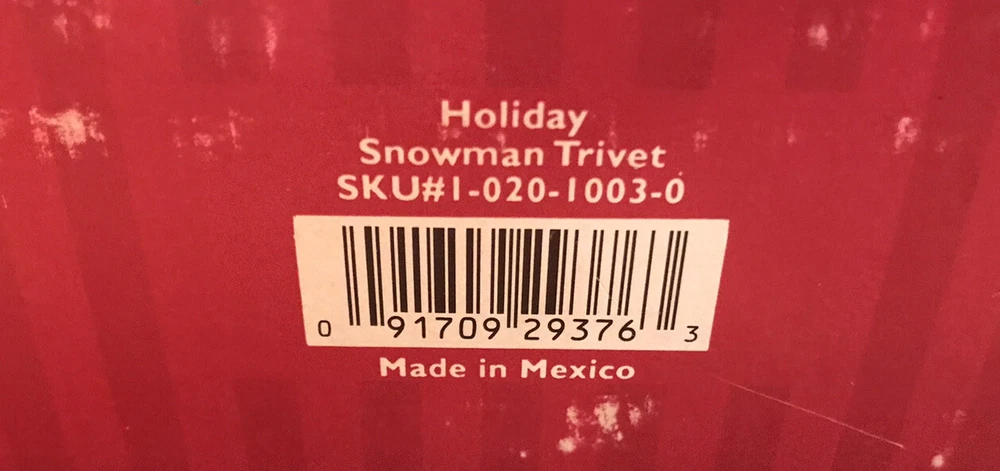 Holiday
Snowman Trivet
SKU#1-020-1003-0
0 91709 29376 3
Made in Mexico